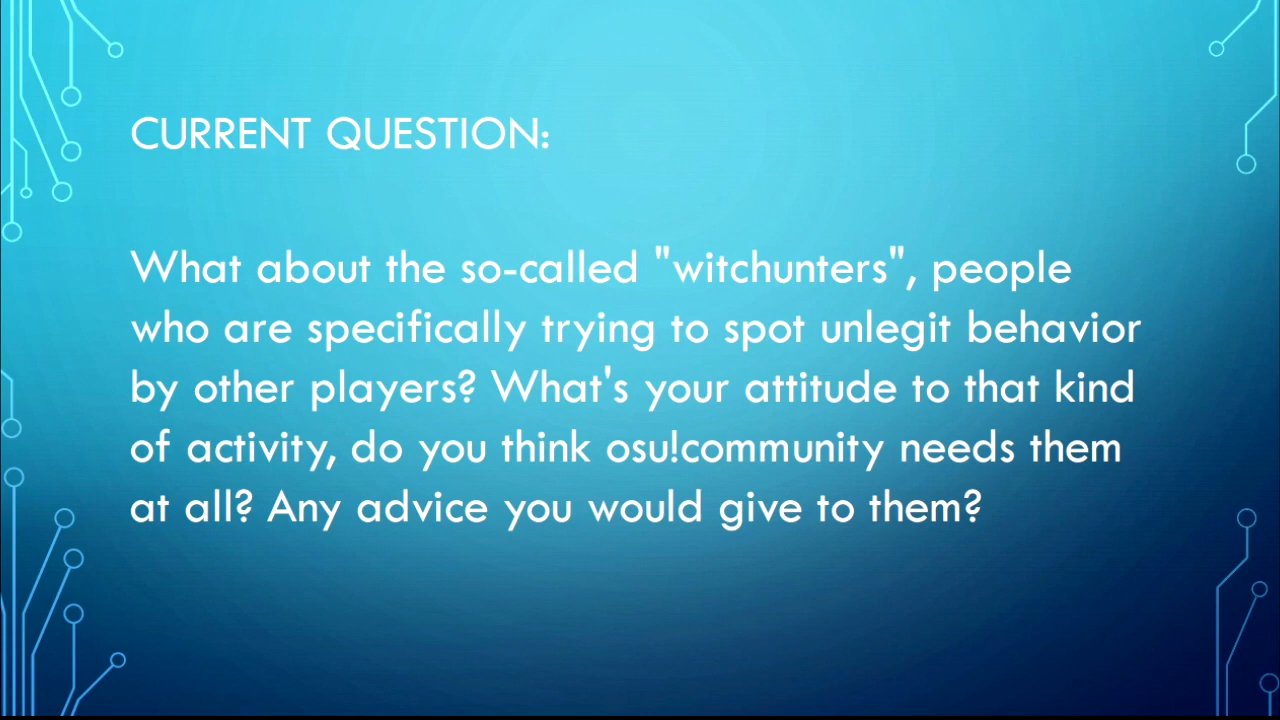 CURRENT QUESTION:
What about the so-called "witchunters", people
who are specifically trying to spot unlegit behavior
by other players? What's your attitude to that kind
of activity, do you think osu!community needs them
at all? Any advice you would give to them?